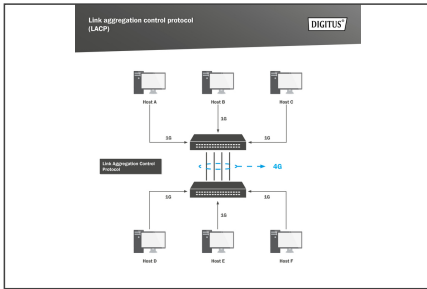 Link aggregation control protocol
(LACP)
DIGITUS®
Host A
Host B
Host C
1G
1G
1G
Link Aggregation Control
Protocol
4G
1G
1G
1G
Host D
Host E
Host F